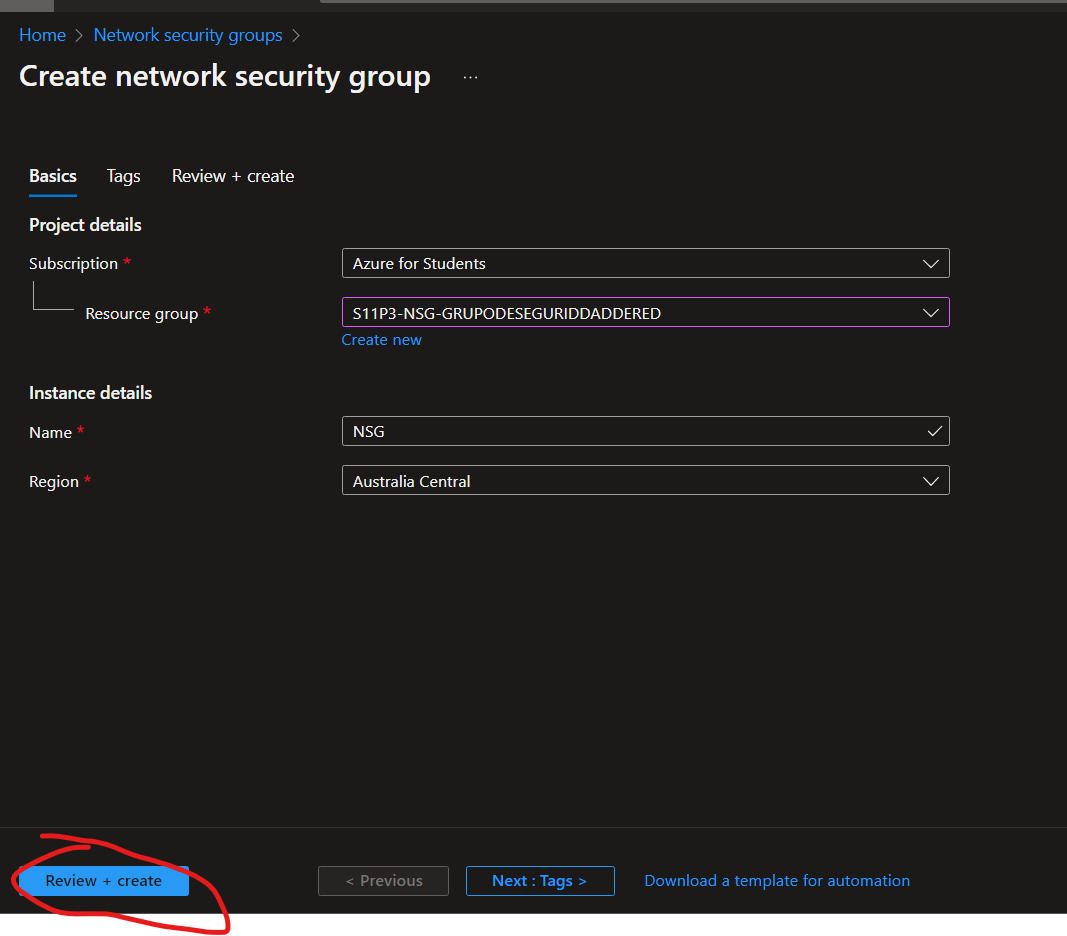 Home > Network security groups >
Create network security group ...
Basics Tags Review + create
Project details
Subscription * Azure for Students
Resource group * S11P3-NSG-GRUPODESEGURIDDADDERED
Create new
Instance details
Name * NSG
Region * Australia Central
Review + create < Previous Next : Tags > Download a template for automation